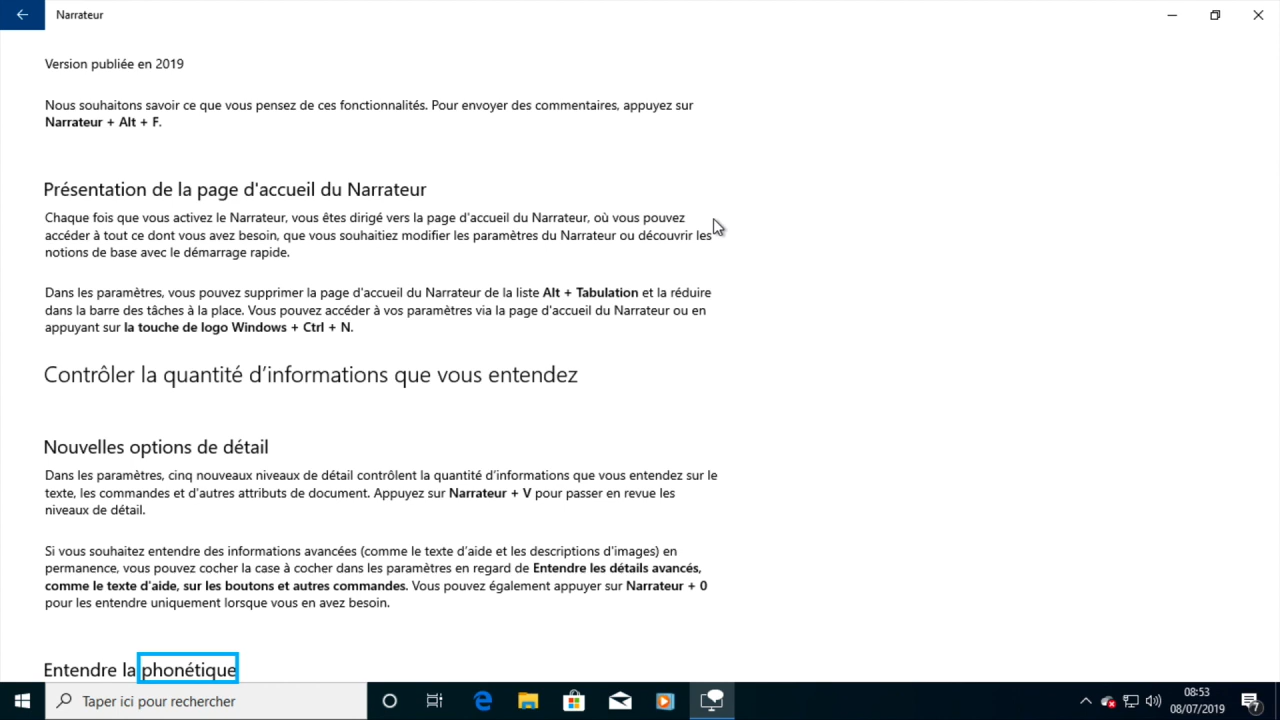 Narrateur
Version publiée en 2019
Nous souhaitons savoir ce que vous pensez de ces fonctionnalités. Pour envoyer des commentaires, appuyez sur
Narrateur + Alt + F.
Présentation de la page d'accueil du Narrateur
Chaque fois que vous activez le Narrateur, vous êtes dirigé vers la page d'accueil du Narrateur, où vous pouvez
accéder à tout ce dont vous avez besoin, que vous souhaitiez modifier les paramètres du Narrateur ou découvrir les
notions de base avec le démarrage rapide.
Dans les paramètres, vous pouvez supprimer la page d'accueil du Narrateur de la liste Alt + Tabulation et la réduire
dans la barre des tâches à la place. Vous pouvez accéder à vos paramètres via la page d'accueil du Narrateur ou en
appuyant sur la touche de logo Windows + Ctrl + N.
Contrôler la quantité d’informations que vous entendez
Nouvelles options de détail
Dans les paramètres, cinq nouveaux niveaux de détail contrôlent la quantité d’informations que vous entendez sur le
texte, les commandes et d'autres attributs de document. Appuyez sur Narrateur + V pour passer en revue les
niveaux de détail.
Si vous souhaitez entendre des informations avancées (comme le texte d’aide et les descriptions d'images) en
permanence, vous pouvez cocher la case à cocher dans les paramètres en regard de Entendre les détails avancés,
comme le texte d'aide, sur les boutons et autres commandes. Vous pouvez également appuyer sur Narrateur + 0
pour les entendre uniquement lorsque vous en avez besoin.
Entendre la phonétique
Taper ici pour rechercher
08:53
08/07/2019
7